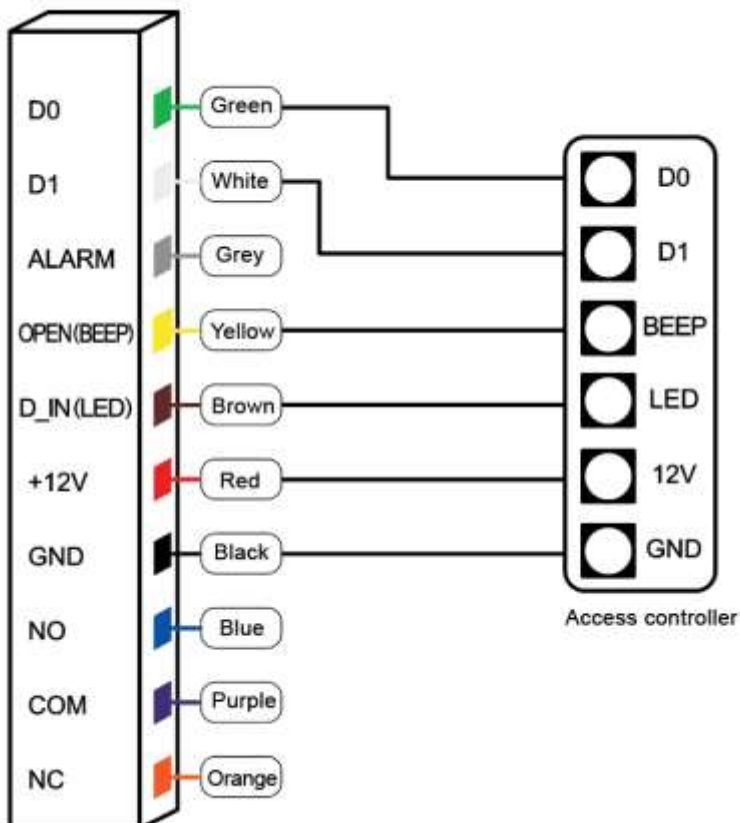 D0 Green
D1 White
ALARM Grey
OPEN(BEEP) Yellow
D_IN(LED) Brown
+12V Red
GND Black
NO Blue
COM Purple
NC Orange
D0
D1
BEEP
LED
12V
GND
Access controller